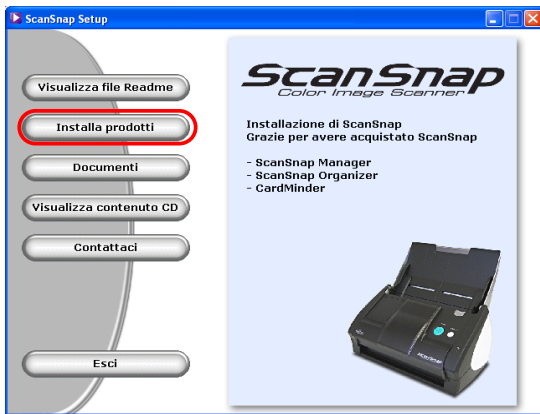 ScanSnap Setup
Visualizza file Readme
Installa prodotti
Documenti
Visualizza contenuto CD
Contattaci
Esci
ScanSnap
Color Image Scanner
Installazione di ScanSnap
Grazie per avere acquistato ScanSnap
- ScanSnap Manager
- ScanSnap Organizer
- CardMinder
ScanSnap